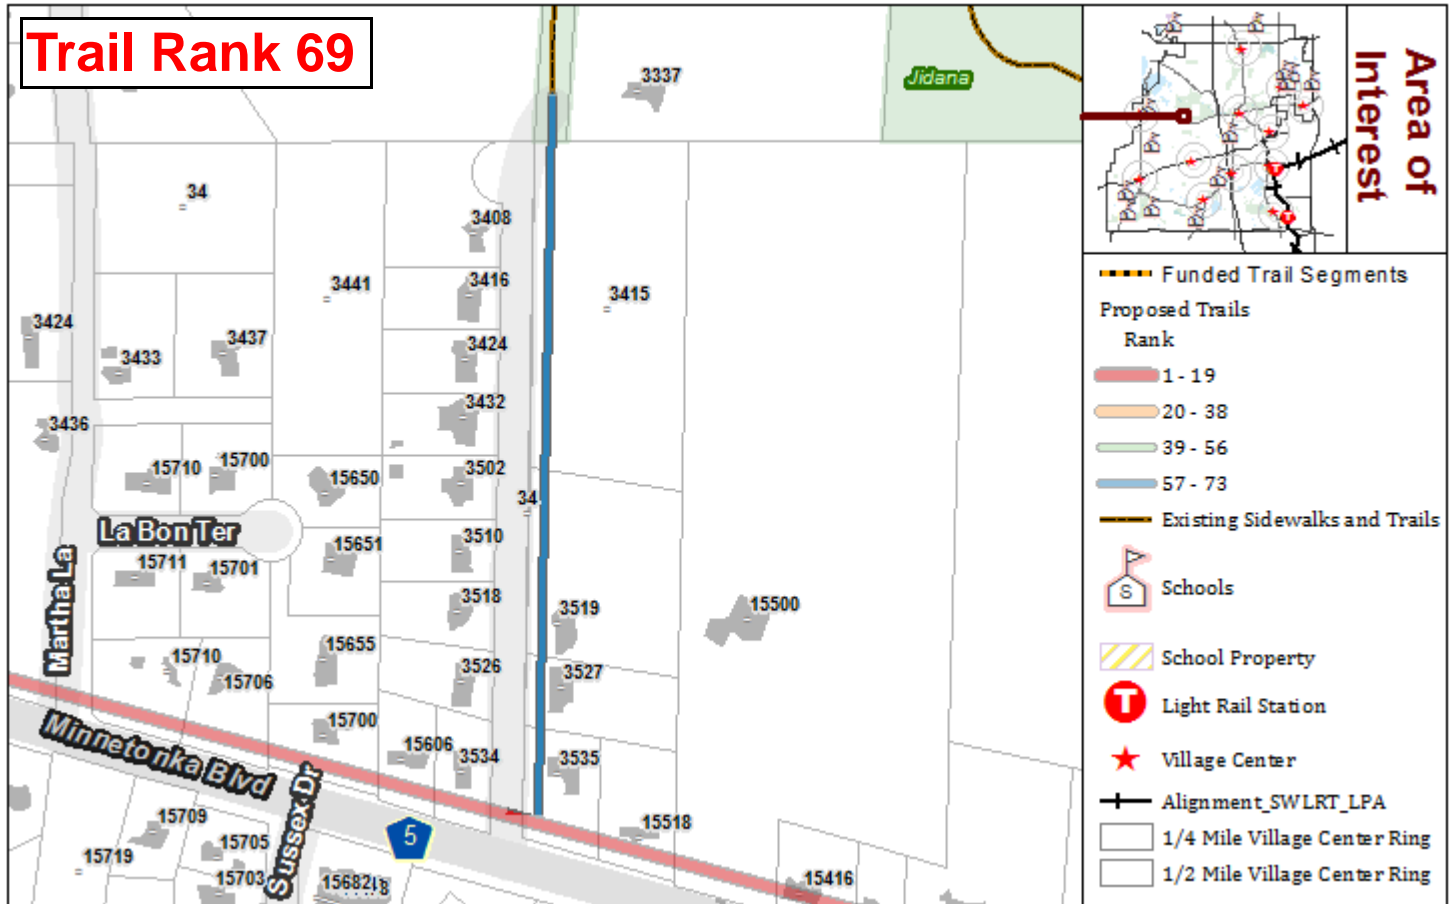 Trail Rank 69
3337
Jidana
34
3408
3441
3416
3415
3424
3433
3437
3424
3432
3436
15710
15700
15650
3502
34
La Bon Ter
3510
15651
15711
15701
Martha La
3518
3519
15500
15655
3526
3527
15710
15706
15700
15606
3534
3535
Minnetonka Blvd
Sussex Dr
5
15518
15709
15705
15719
15703
15682
15416
Area of
Interest
Funded Trail Segments
Proposed Trails
Rank
1 - 19
20 - 38
39 - 56
57 - 73
Existing Sidewalks and Trails
S
Schools
School Property
T
Light Rail Station
Village Center
Alignment_SWLRT_LPA
1/4 Mile Village Center Ring
1/2 Mile Village Center Ring